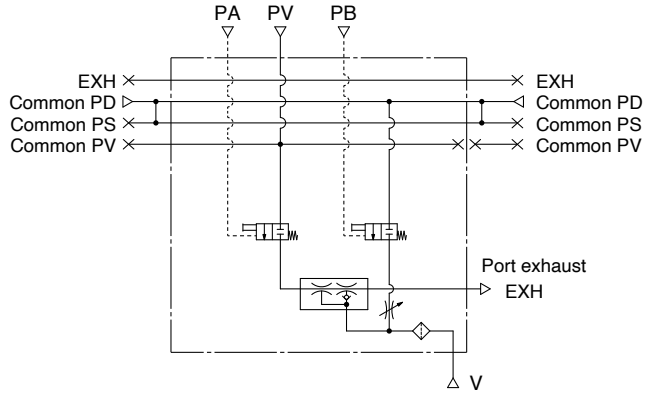 PA PV PB
EXH EXH
Common PD Common PD
Common PS Common PS
Common PV Common PV
Port exhaust
EXH
V